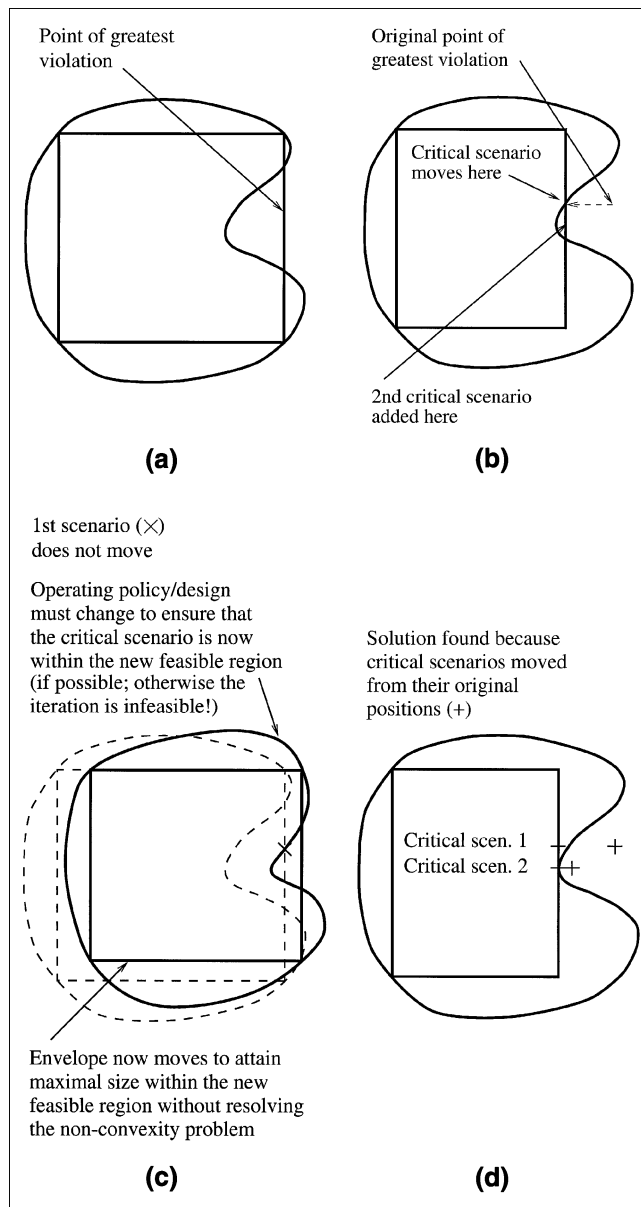 Point of greatest
violation
Original point of
greatest violation
Critical scenario
moves here
2nd critical scenario
added here
(a)
(b)
1st scenario (×)
does not move
Operating policy/design
must change to ensure that
the critical scenario is now
within the new feasible region
(if possible; otherwise the
iteration is infeasible!)
Solution found because
critical scenarios moved
from their original
positions (+)
Critical scen. 1
Critical scen. 2
Envelope now moves to attain
maximal size within the new
feasible region without resolving
the non-convexity problem
(c)
(d)